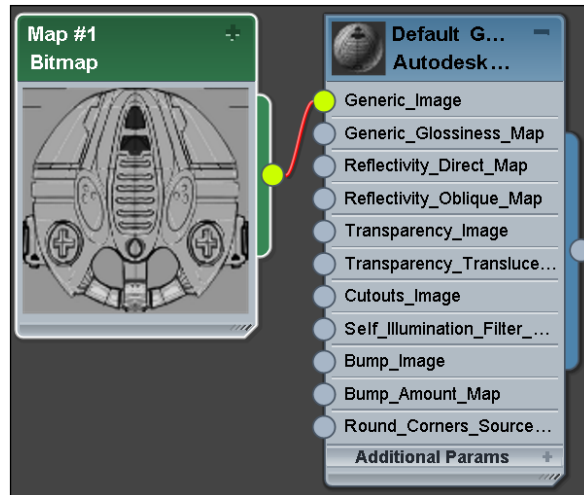 Map #1
Bitmap
Default G...
Autodesk...
Generic_Image
Generic_Glossiness_Map
Reflectivity_Direct_Map
Reflectivity_Oblique_Map
Transparency_Image
Transparency_Transluce...
Cutouts_Image
Self_Illumination_Filter_...
Bump_Image
Bump_Amount_Map
Round_Corners_Source...
Additional Params